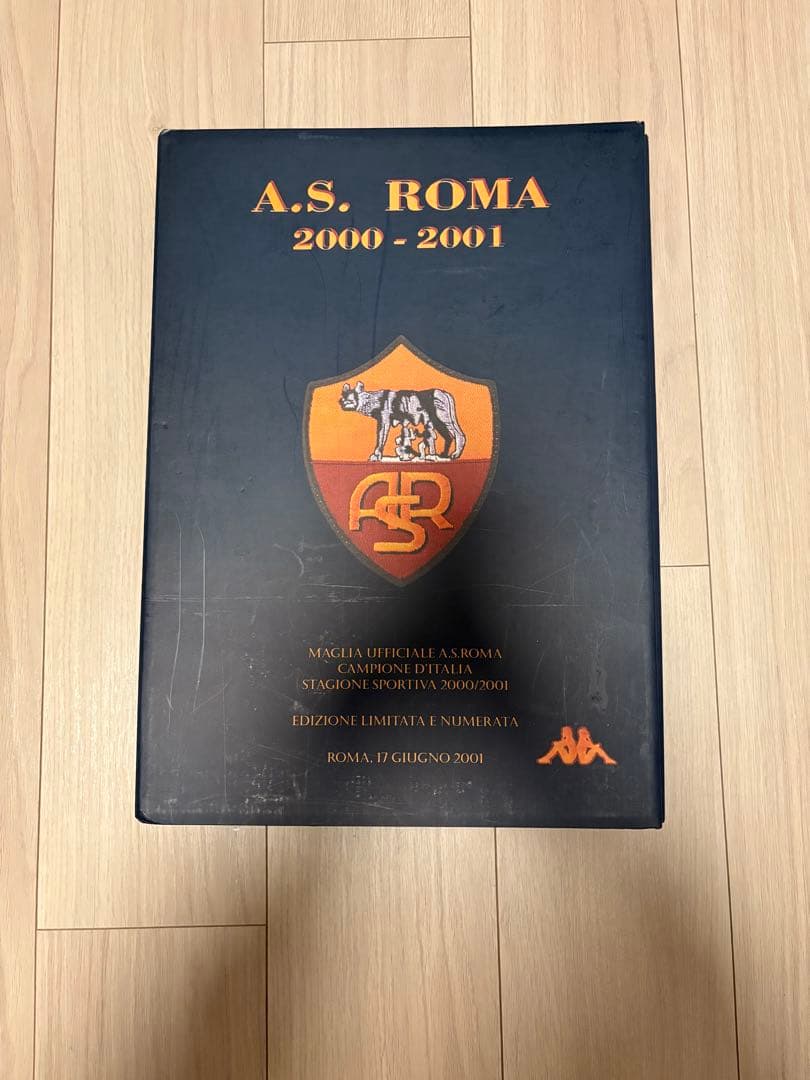 A.S. ROMA
2000 - 2001
ASR
MAGLIA UFFICIALE A.S.ROMA
CAMPIONE D'ITALIA
STAGIONE SPORTIVA 2000/2001
EDIZIONE LIMITATA E NUMERATA
ROMA, 17 GIUGNO 2001